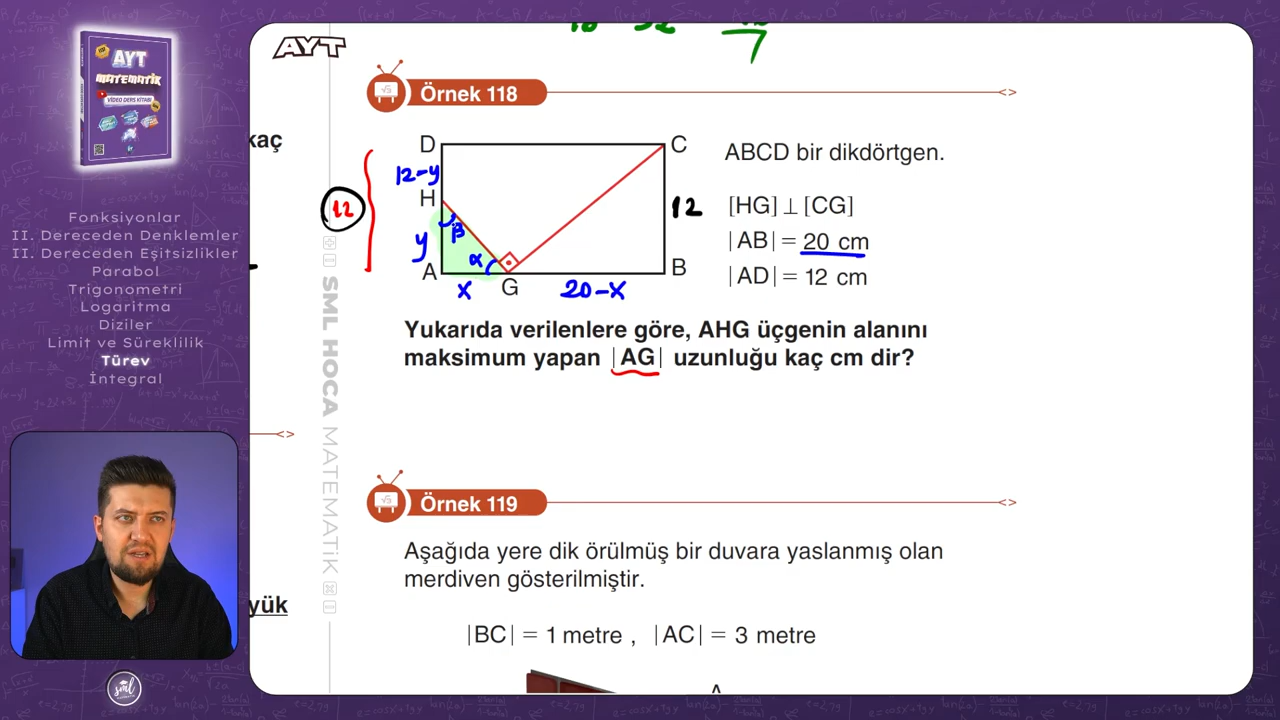 AYT
MATEMATİK
VİDEO DERS KİTABI
Fonksiyonlar
II. Dereceden Denklemler
II. Dereceden Eşitsizlikler
Parabol
Trigonometri
Logaritma
Diziler
Limit ve Süreklilik
Türev
İntegral
sml
kaç
yük
SML HOCA MATEMATİK
AYT
7
Örnek 118
D
C
12-y
H
12
β
y
α
A
B
x
G
20-x
12
ABCD bir dikdörtgen.
[HG] ⊥ [CG]
|AB| = 20 cm
|AD| = 12 cm
Yukarıda verilenlere göre, AHG üçgenin alanını
maksimum yapan |AG| uzunluğu kaç cm dir?
Örnek 119
Aşağıda yere dik örülmüş bir duvara yaslanmış olan
merdiven gösterilmiştir.
|BC| = 1 metre , |AC| = 3 metre
A